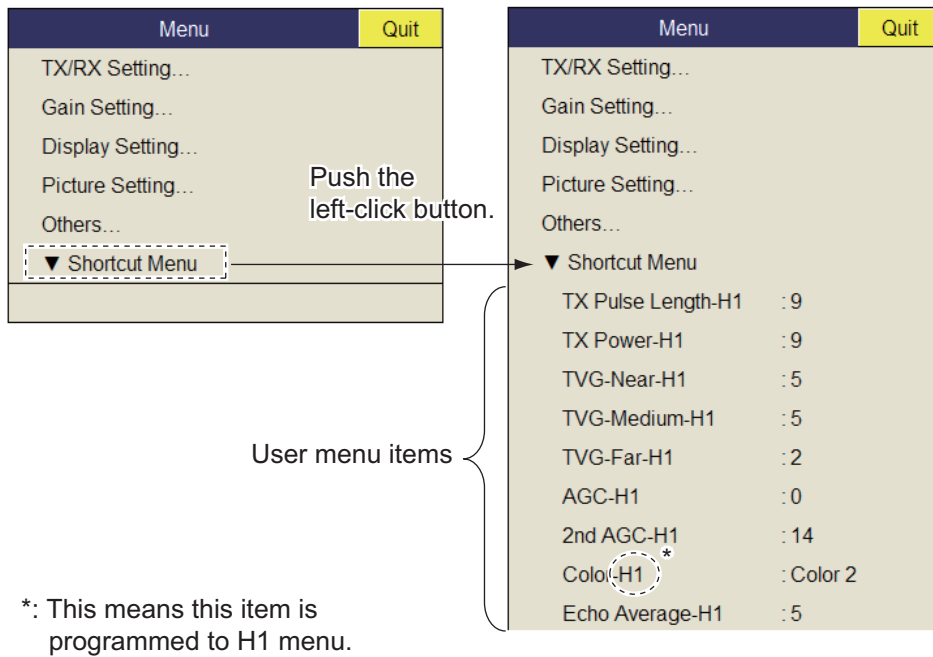 Menu Quit
TX/RX Setting...
Gain Setting...
Display Setting...
Picture Setting...
Others...
▼ Shortcut Menu
Push the
left-click button.
Menu Quit
TX/RX Setting...
Gain Setting...
Display Setting...
Picture Setting...
Others...
▼ Shortcut Menu
TX Pulse Length-H1 : 9
TX Power-H1 : 9
TVG-Near-H1 : 5
TVG-Medium-H1 : 5
TVG-Far-H1 : 2
AGC-H1 : 0
2nd AGC-H1 : 14
Color-H1 * : Color 2
Echo Average-H1 : 5
User menu items
*: This means this item is
programmed to H1 menu.